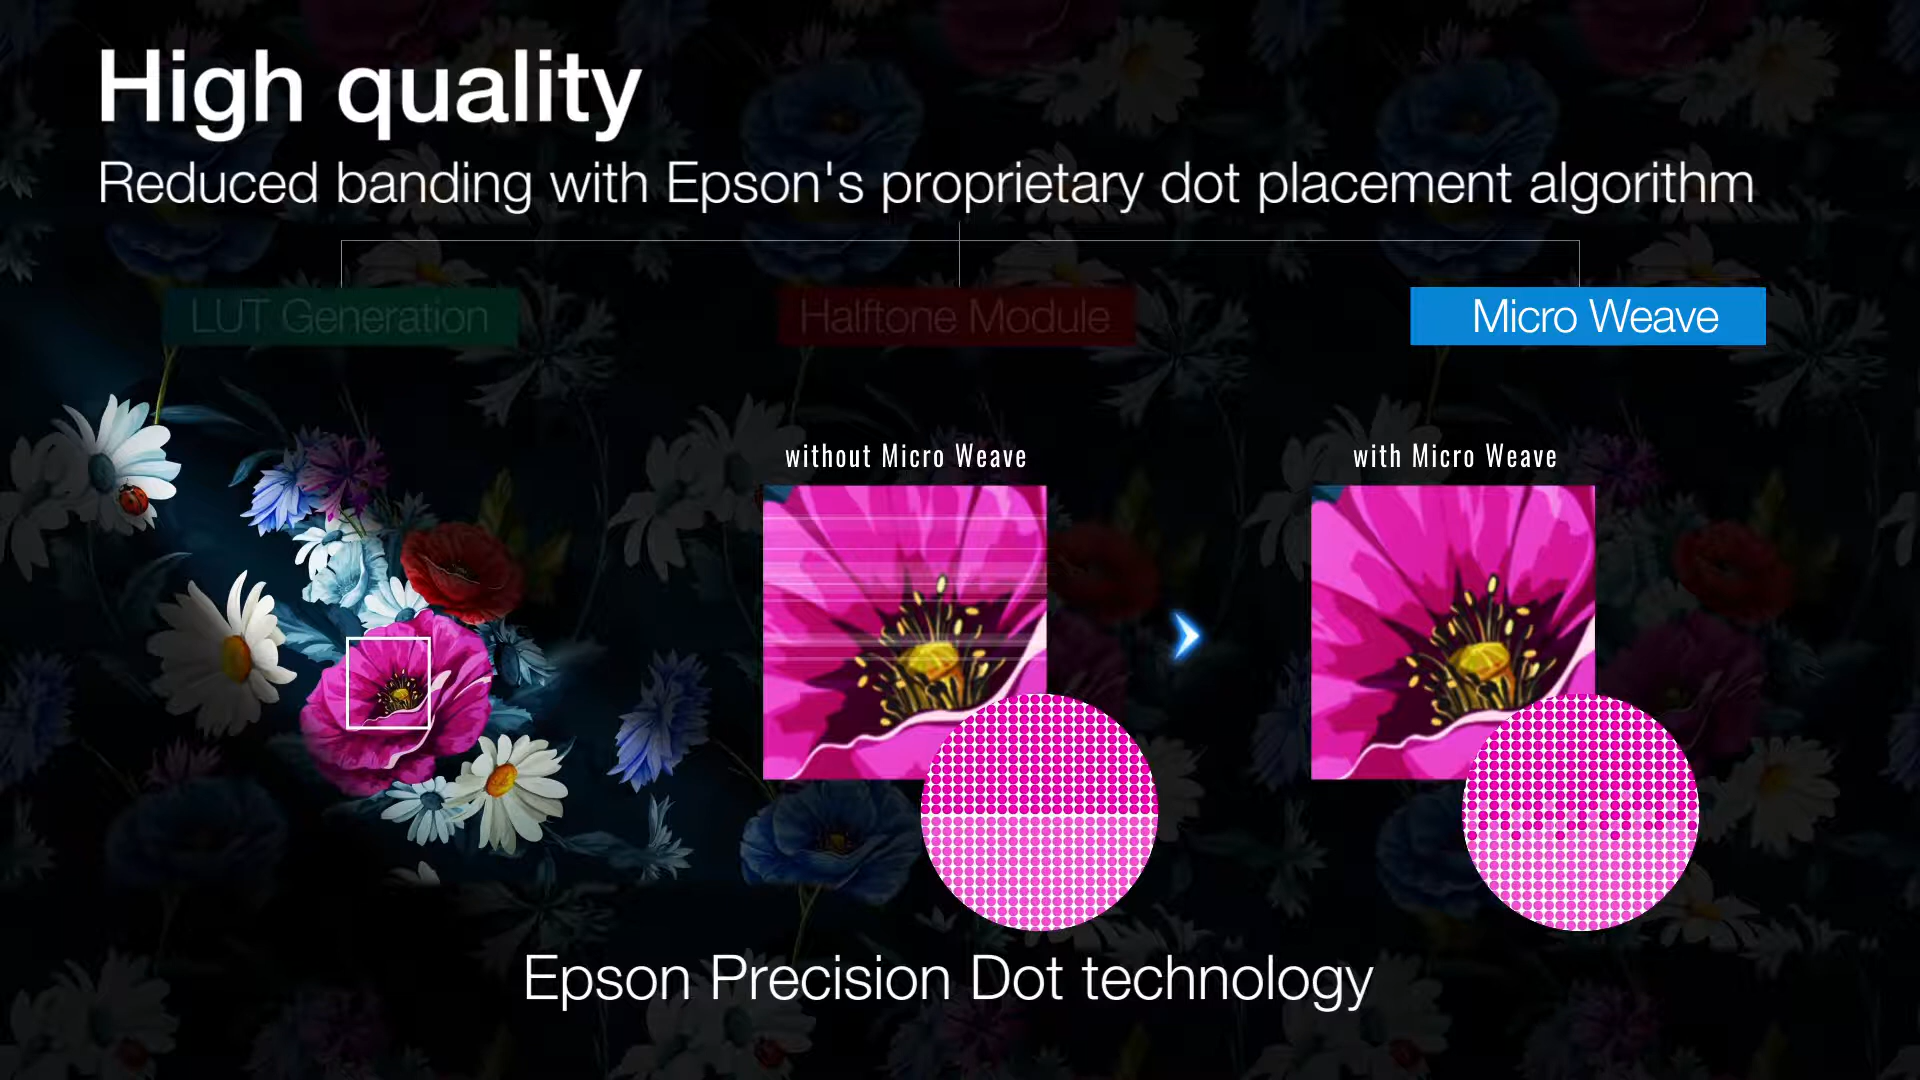 High quality
Reduced banding with Epson's proprietary dot placement algorithm
LUT Generation
Halftone Module
Micro Weave
without Micro Weave
with Micro Weave
Epson Precision Dot technology